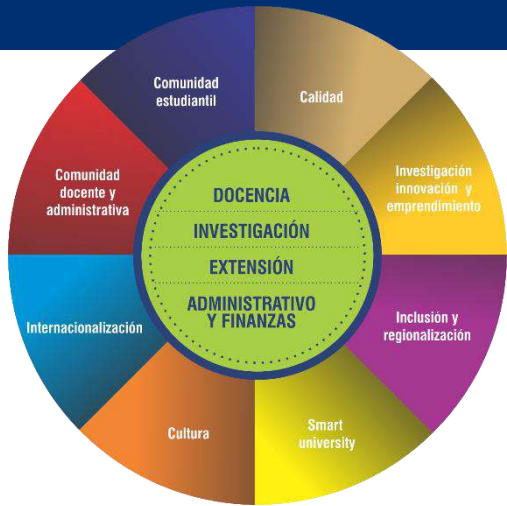 Comunidad
estudiantil
Calidad
Comunidad
docente y
administrativa
Investigación
innovación y
emprendimiento
DOCENCIA
INVESTIGACIÓN
EXTENSIÓN
ADMINISTRATIVO
Y FINANZAS
Internacionalización
Inclusión y
regionalización
Cultura
Smart
university